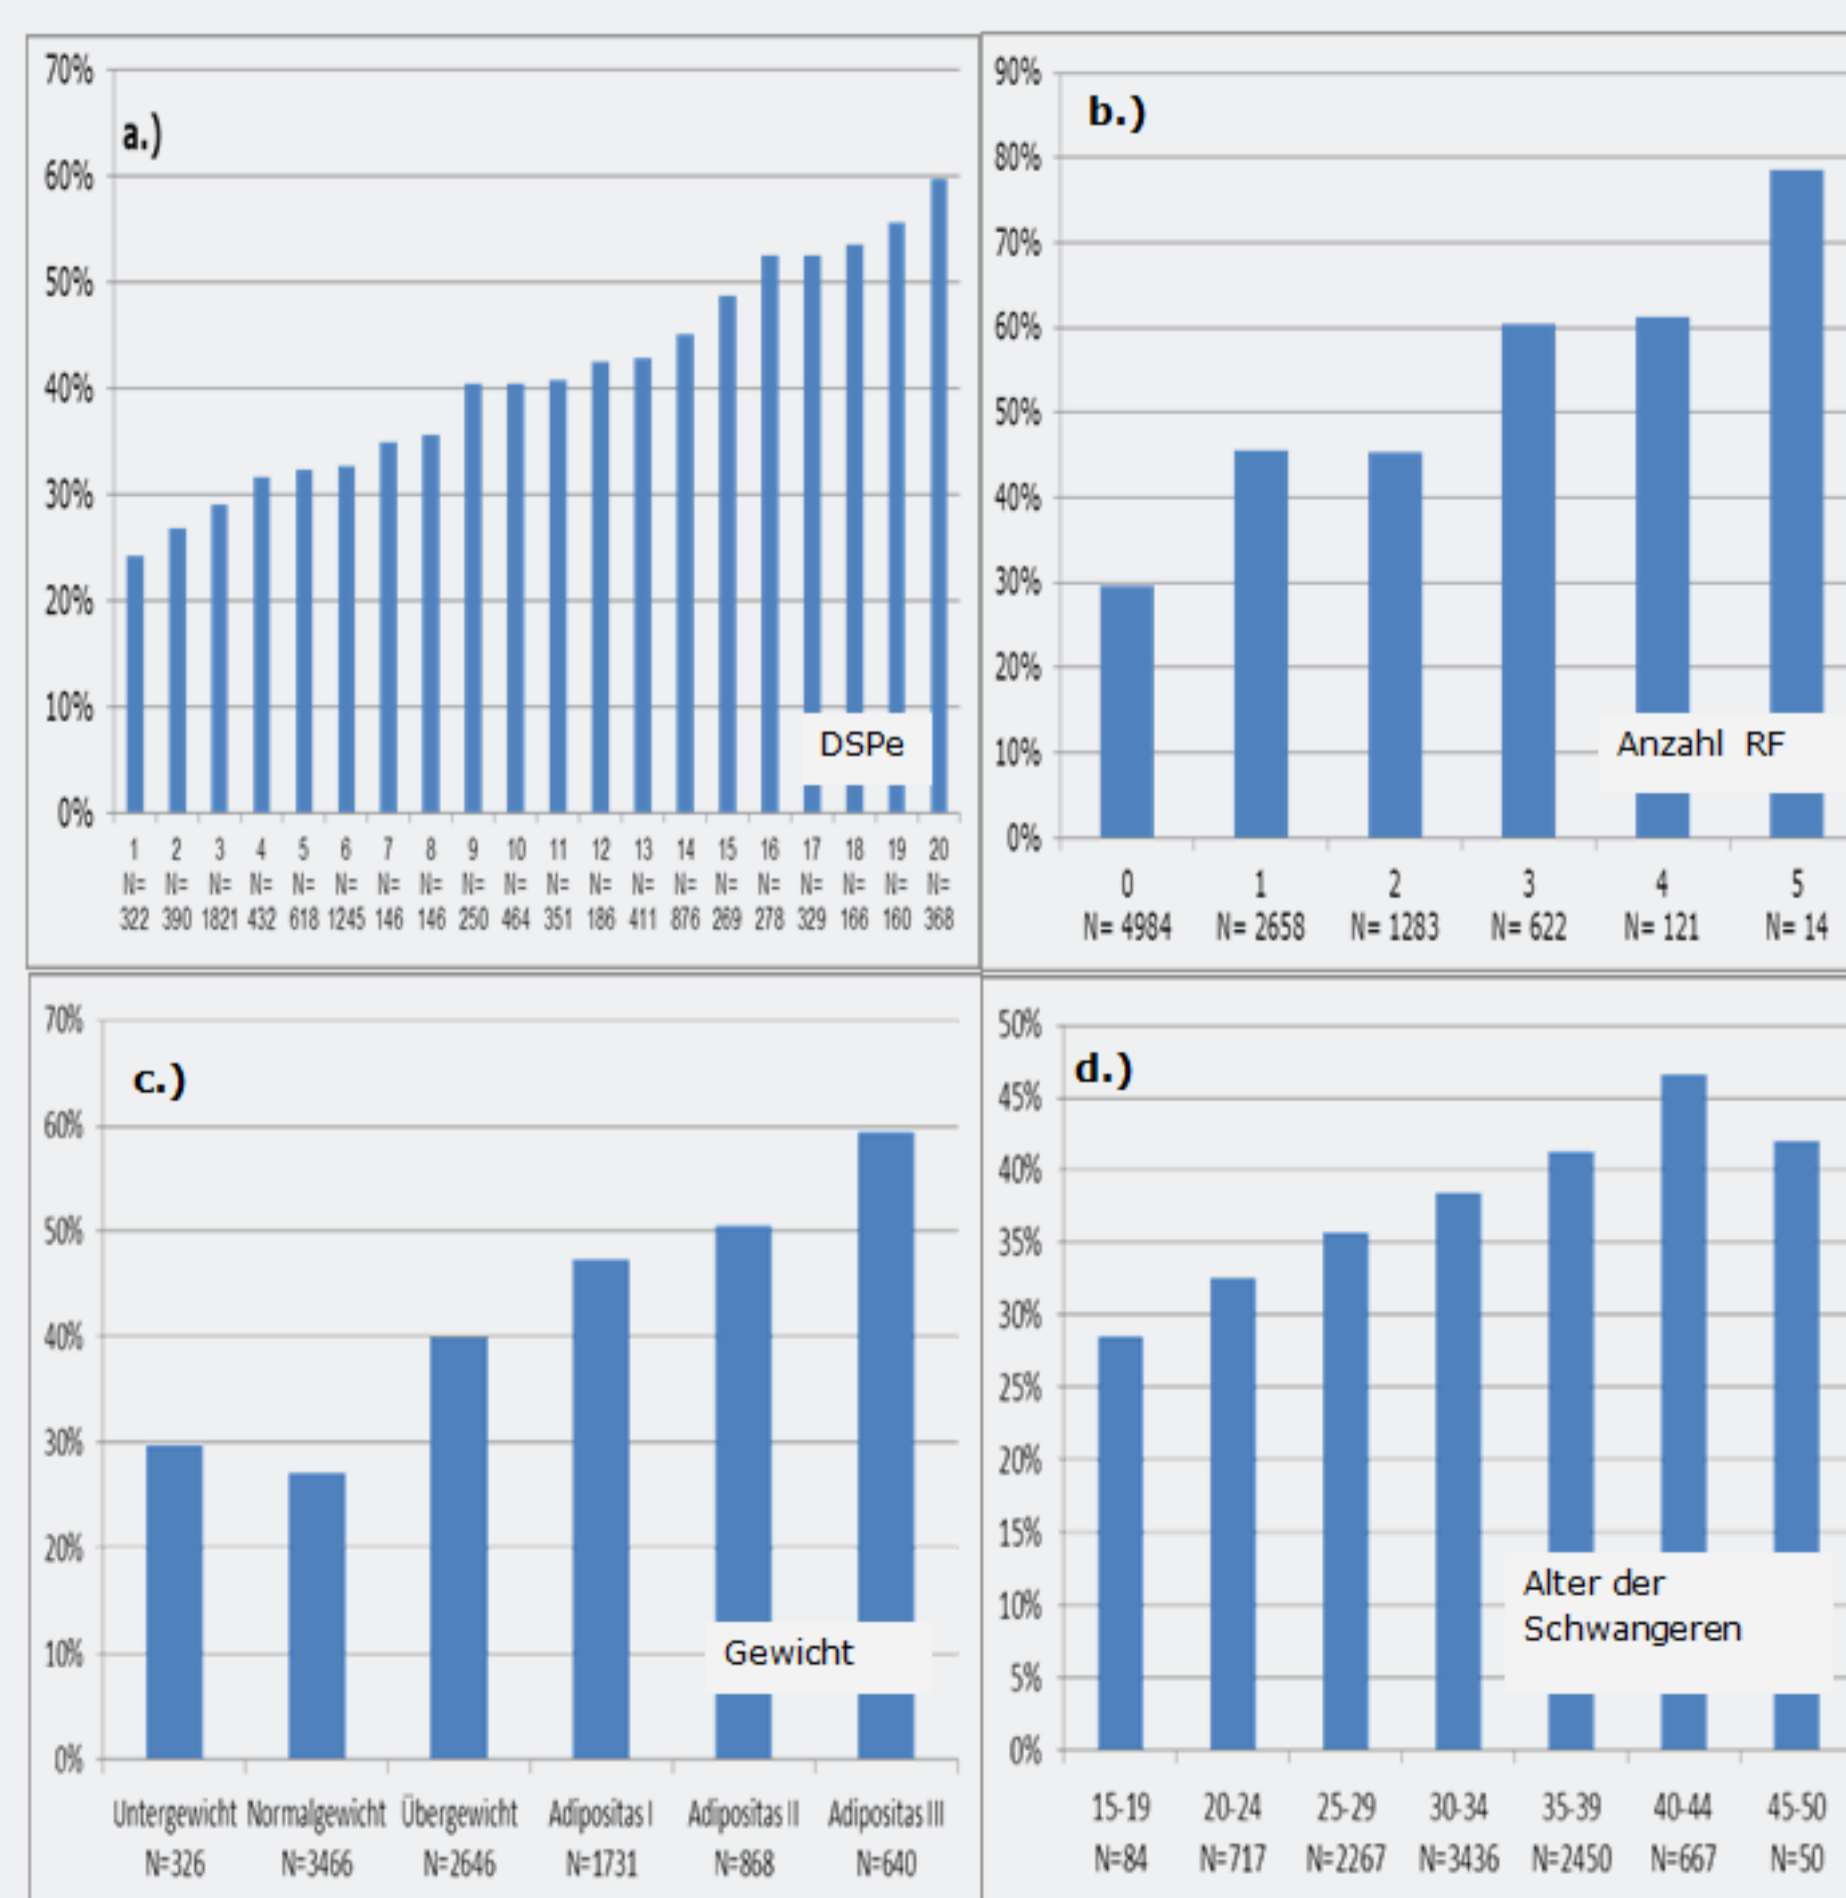 70%
a.)
60%
50%
40%
30%
20%
10%
DSPe
0%
1 2 3 4 5 6 7 8 9 10 11 12 13 14 15 16 17 18 19 20
N= N= N= N= N= N= N= N= N= N= N= N= N= N= N= N= N= N= N= N=
322 390 1821 432 618 1245 146 146 250 464 351 186 411 876 269 278 329 166 160 368
90%
b.)
80%
70%
60%
50%
40%
30%
20%
10%
Anzahl RF
0%
0 1 2 3 4 5
N= 4984 N= 2658 N= 1283 N= 622 N= 121 N= 14
70%
c.)
60%
50%
40%
30%
20%
10%
Gewicht
0%
Untergewicht Normalgewicht Übergewicht Adipositas I Adipositas II Adipositas III
N=326 N=3466 N=2646 N=1731 N=868 N=640
50%
d.)
45%
40%
35%
30%
25%
20%
15%
Alter der
10%
Schwangeren
5%
0%
15-19 20-24 25-29 30-34 35-39 40-44 45-50
N=84 N=717 N=2267 N=3436 N=2450 N=667 N=50